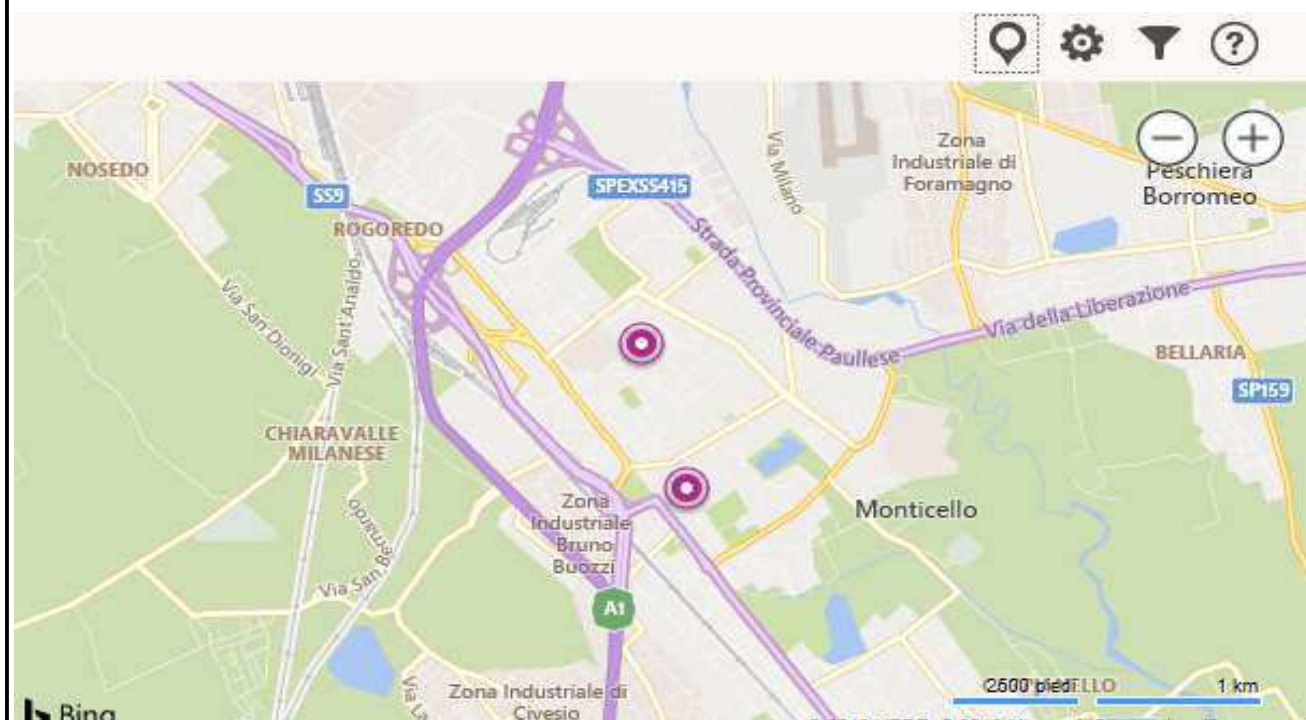 ?
Zona
Industriale di
Foramagno
Peschiera
Borromeo
NOSEDO
SS9
SPEXSS415
Via Milano
ROGOREDO
Strada Provinciale Paullese
Via Sant'Arialdo
Via San Dionigi
Via della Liberazione
BELLARIA
SP159
CHIARAVALLE
MILANESE
Zona
Industriale
Bruno
Buozzi
Monticello
Via San Bernardo
A1
Zona Industriale di
Civesio
2500 piedi
1 km
Bing